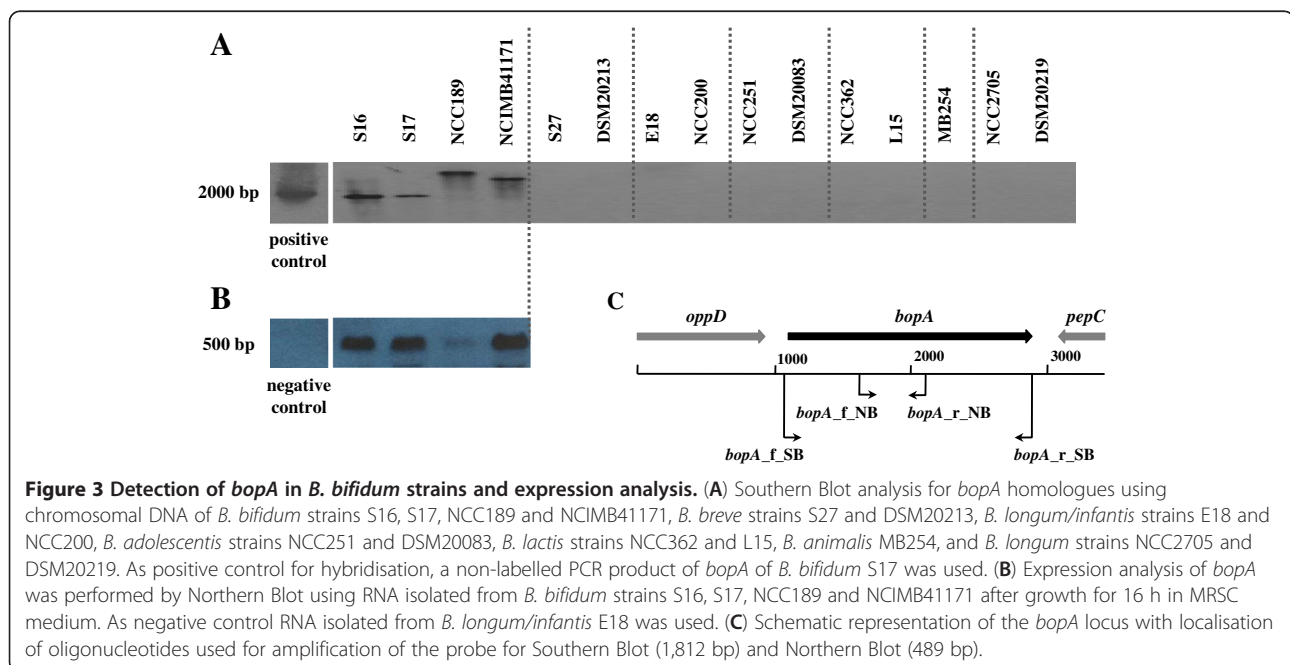 A
S16
S17
NCC189
NCIMB41171
S27
DSM20213
E18
NCC200
NCC251
DSM20083
NCC362
L15
MB254
NCC2705
DSM20219
2000 bp
positive
control
B
500 bp
negative
control
C
oppD
bopA
pepC
1000
2000
3000
bopA_f_NB
bopA_r_NB
bopA_f_SB
bopA_r_SB
Figure 3 Detection of bopA in B. bifidum strains and expression analysis. (A) Southern Blot analysis for bopA homologues using
chromosomal DNA of B. bifidum strains S16, S17, NCC189 and NCIMB41171, B. breve strains S27 and DSM20213, B. longum/infantis strains E18 and
NCC200, B. adolescentis strains NCC251 and DSM20083, B. lactis strains NCC362 and L15, B. animalis MB254, and B. longum strains NCC2705 and
DSM20219. As positive control for hybridisation, a non-labelled PCR product of bopA of B. bifidum S17 was used. (B) Expression analysis of bopA
was performed by Northern Blot using RNA isolated from B. bifidum strains S16, S17, NCC189 and NCIMB41171 after growth for 16 h in MRSC
medium. As negative control RNA isolated from B. longum/infantis E18 was used. (C) Schematic representation of the bopA locus with localisation
of oligonucleotides used for amplification of the probe for Southern Blot (1,812 bp) and Northern Blot (489 bp).